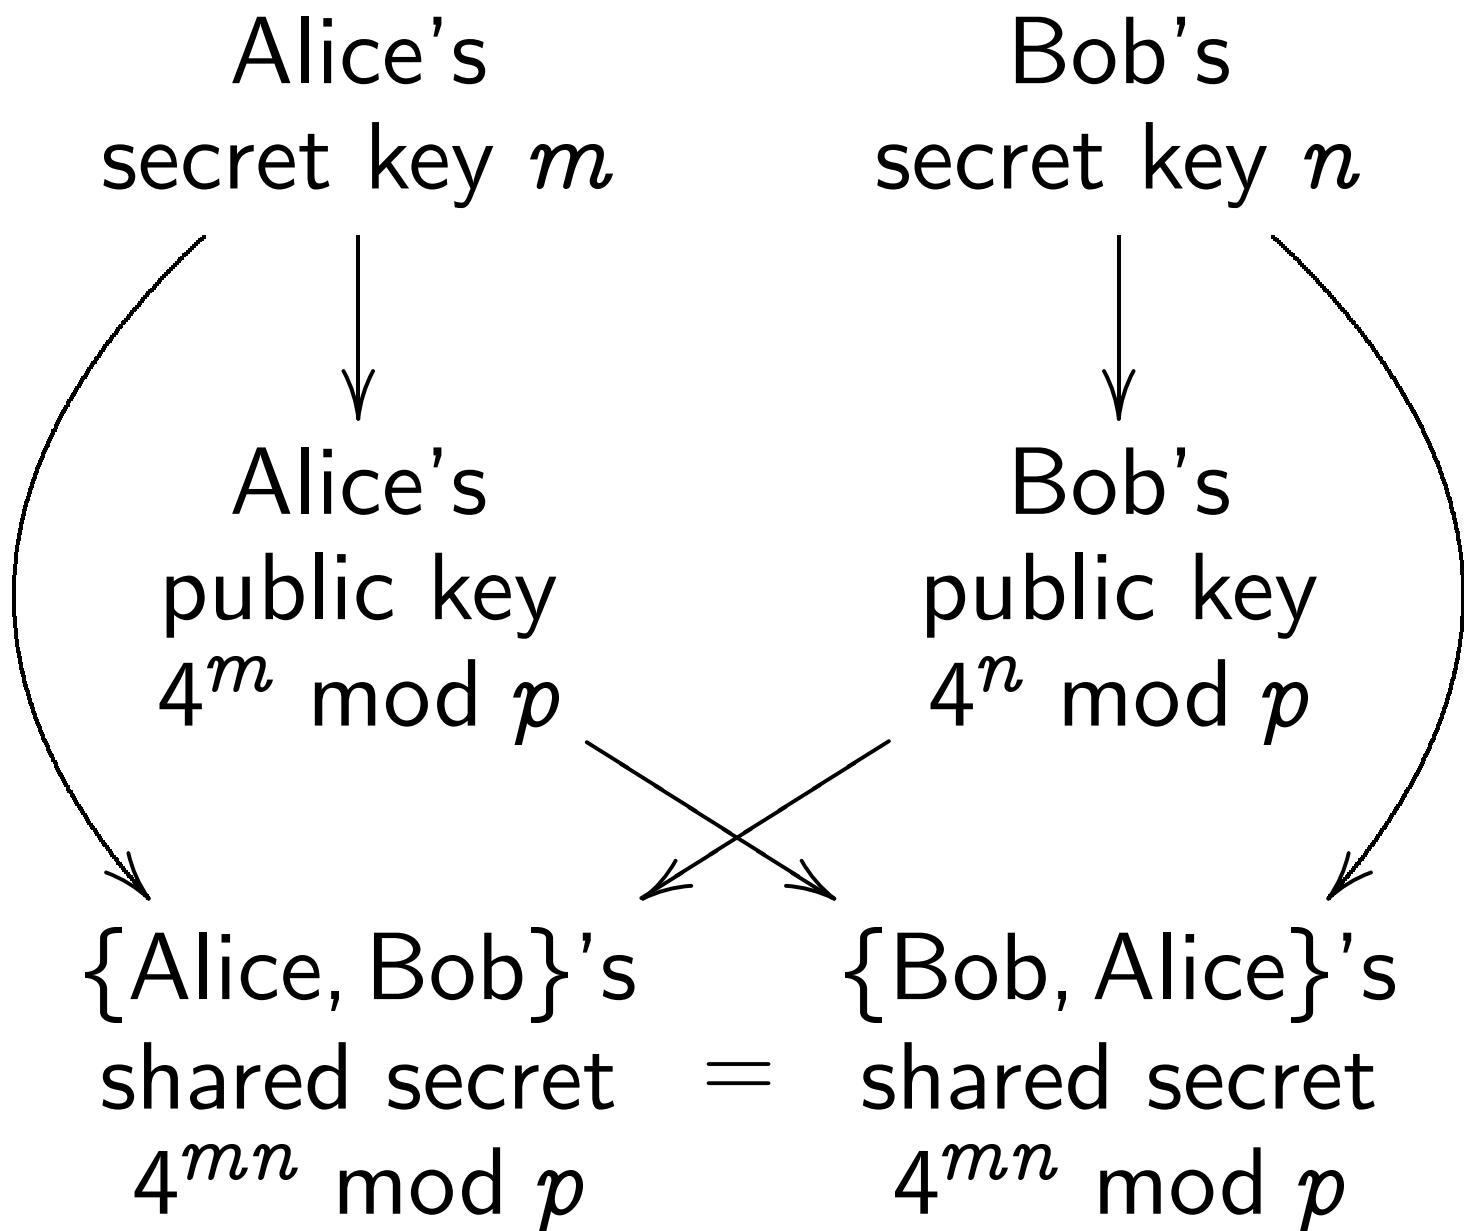 Alice’s
secret key m
Bob’s
secret key n
Alice’s
public key
4^m mod p
Bob’s
public key
4^n mod p
{Alice, Bob}’s
shared secret
4^{mn} mod p
=
{Bob, Alice}’s
shared secret
4^{mn} mod p